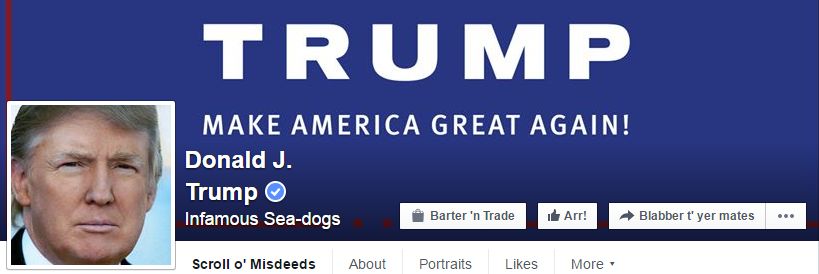 TRUMP
MAKE AMERICA GREAT AGAIN!
Donald J.
Trump
Infamous Sea-dogs
Barter 'n Trade
Arr!
Blabber t' yer mates
Scroll o' Misdeeds
About
Portraits
Likes
More